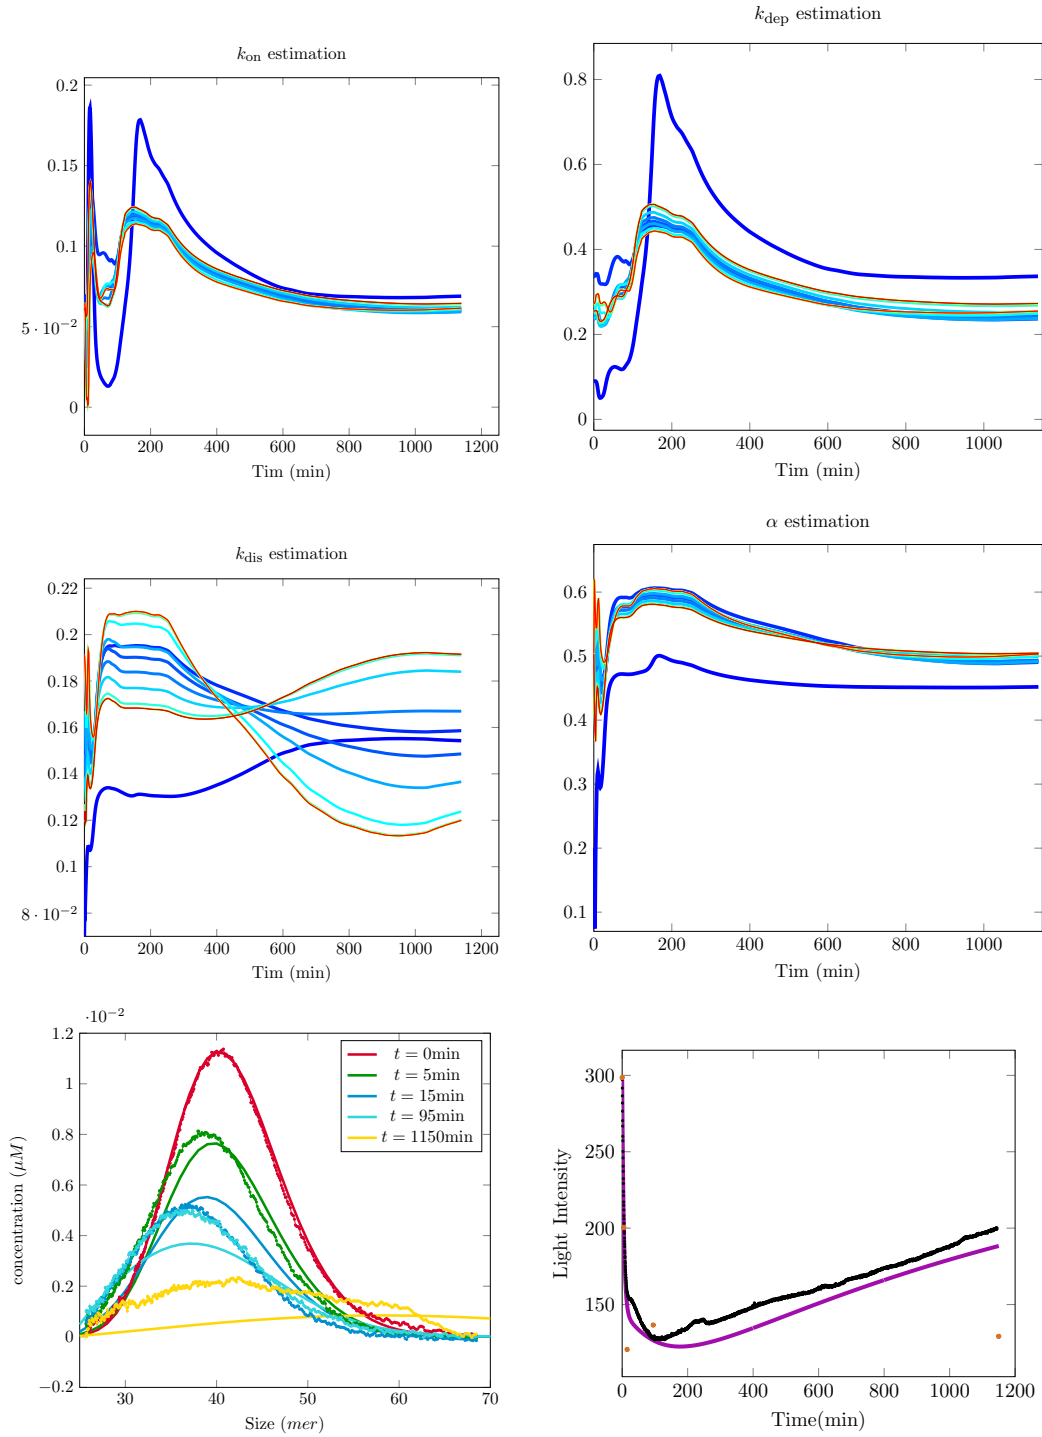 k_on estimation
0.2
0.15
0.1
5 · 10⁻²
0
0 200 400 600 800 1000 1200
Tim (min)
k_dep estimation
0.8
0.6
0.4
0.2
0
0 200 400 600 800 1000
Tim (min)
k_dis estimation
0.22
0.2
0.18
0.16
0.14
0.12
0.1
8 · 10⁻²
0 200 400 600 800 1000 1200
Tim (min)
α estimation
0.6
0.5
0.4
0.3
0.2
0.1
0 200 400 600 800 1000
Tim (min)
·10⁻²
1.2
1
0.8
0.6
0.4
0.2
0
−0.2
concentration (μM)
t = 0min
t = 5min
t = 15min
t = 95min
t = 1150min
30 40 50 60 70
Size (mer)
300
250
200
150
Light Intensity
0 200 400 600 800 1000 1200
Time(min)